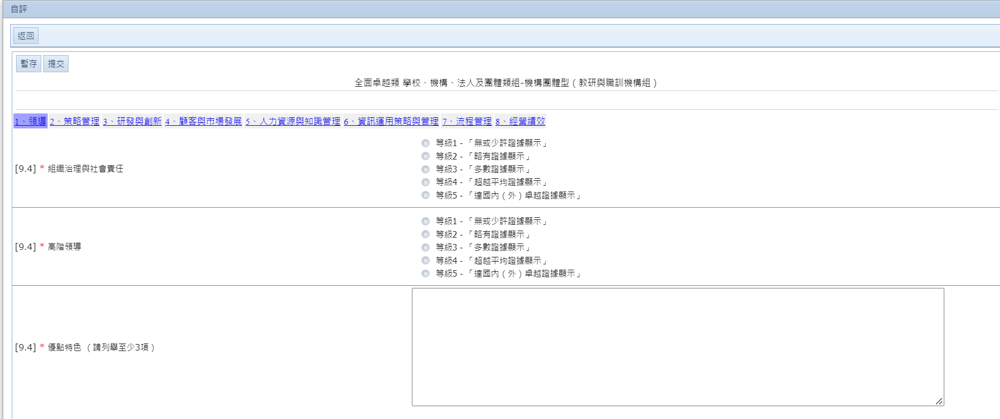 自評
返回
暫存 提交
全面卓越類 學校、機構、法人及團體類組-機構團體型（教研與職訓機構組）
1、領導 2、策略管理 3、研發與創新 4、顧客與市場發展 5、人力資源與知識管理 6、資訊運用策略與管理 7、流程管理 8、經營績效
[9.4] * 組織治理與社會責任
等級1 - 「無或少許證據顯示」
等級2 - 「略有證據顯示」
等級3 - 「多數證據顯示」
等級4 - 「超越平均證據顯示」
等級5 - 「達國內（外）卓越證據顯示」
[9.4] * 高階領導
等級1 - 「無或少許證據顯示」
等級2 - 「略有證據顯示」
等級3 - 「多數證據顯示」
等級4 - 「超越平均證據顯示」
等級5 - 「達國內（外）卓越證據顯示」
[9.4] * 優點特色 （請列舉至少3項）